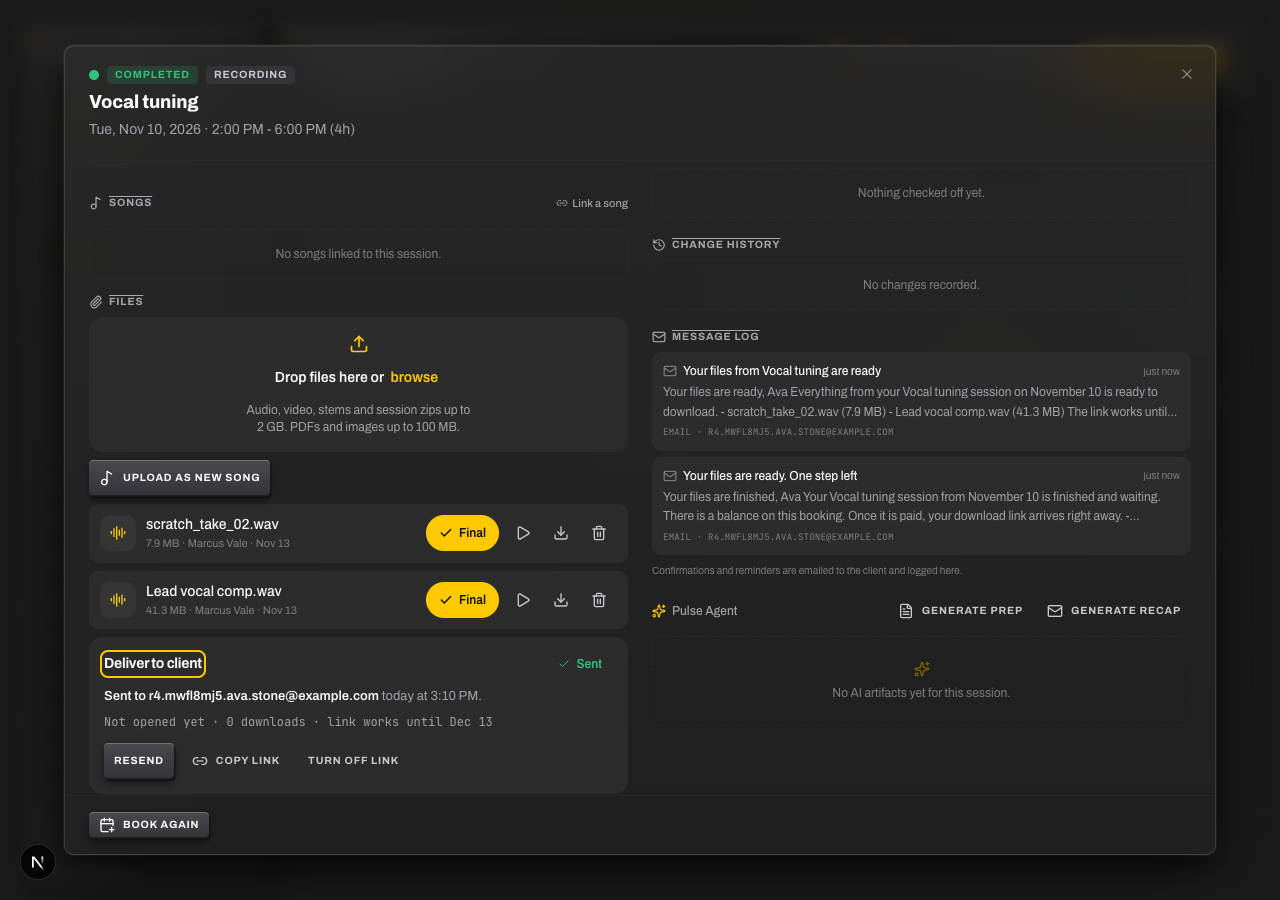 COMPLETED
RECORDING
Vocal tuning
Tue, Nov 10, 2026 · 2:00 PM - 6:00 PM (4h)
SONGS
Link a song
No songs linked to this session.
FILES
Drop files here or browse
Audio, video, stems and session zips up to
2 GB. PDFs and images up to 100 MB.
UPLOAD AS NEW SONG
scratch_take_02.wav
7.9 MB · Marcus Vale · Nov 13
Final
Lead vocal comp.wav
41.3 MB · Marcus Vale · Nov 13
Final
Deliver to client
Sent
Sent to r4.mwfl8mj5.ava.stone@example.com today at 3:10 PM.
Not opened yet · 0 downloads · link works until Dec 13
RESEND
COPY LINK
TURN OFF LINK
Nothing checked off yet.
CHANGE HISTORY
No changes recorded.
MESSAGE LOG
Your files from Vocal tuning are ready
just now
Your files are ready, Ava Everything from your Vocal tuning session on November 10 is ready to
download. - scratch_take_02.wav (7.9 MB) - Lead vocal comp.wav (41.3 MB) The link works until...
EMAIL · R4.MWFL8MJ5.AVA.STONE@EXAMPLE.COM
Your files are ready. One step left
just now
Your files are finished, Ava Your Vocal tuning session from November 10 is finished and waiting.
There is a balance on this booking. Once it is paid, your download link arrives right away. -...
EMAIL · R4.MWFL8MJ5.AVA.STONE@EXAMPLE.COM
Confirmations and reminders are emailed to the client and logged here.
Pulse Agent
GENERATE PREP
GENERATE RECAP
No AI artifacts yet for this session.
BOOK AGAIN
N